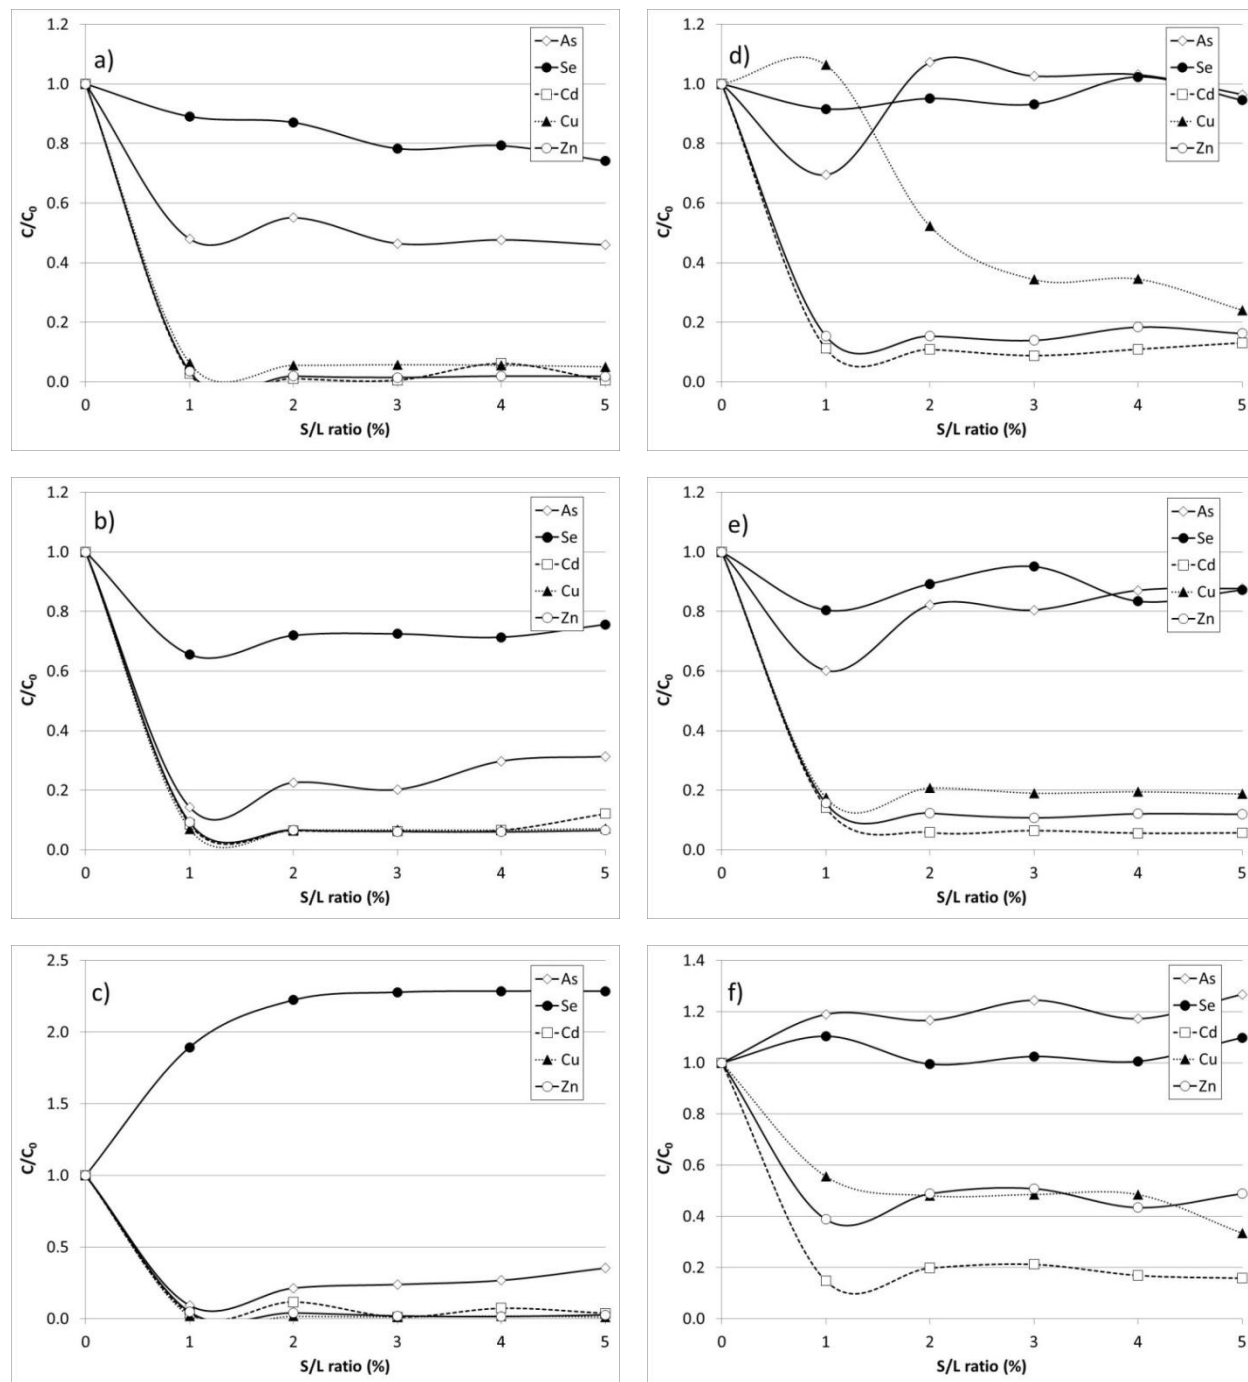 a)
1.2
1.0
0.8
0.6
0.4
0.2
0.0
C/C₀
0 1 2 3 4 5
S/L ratio (%)
As
Se
Cd
Cu
Zn
d)
1.2
1.0
0.8
0.6
0.4
0.2
0.0
C/C₀
0 1 2 3 4 5
S/L ratio (%)
As
Se
Cd
Cu
Zn
b)
1.2
1.0
0.8
0.6
0.4
0.2
0.0
C/C₀
0 1 2 3 4 5
S/L ratio (%)
As
Se
Cd
Cu
Zn
e)
1.2
1.0
0.8
0.6
0.4
0.2
0.0
C/C₀
0 1 2 3 4 5
S/L ratio (%)
As
Se
Cd
Cu
Zn
c)
2.5
2.0
1.5
1.0
0.5
0.0
C/C₀
0 1 2 3 4 5
S/L ratio (%)
As
Se
Cd
Cu
Zn
f)
1.4
1.2
1.0
0.8
0.6
0.4
0.2
0.0
C/C₀
0 1 2 3 4 5
S/L ratio (%)
As
Se
Cd
Cu
Zn